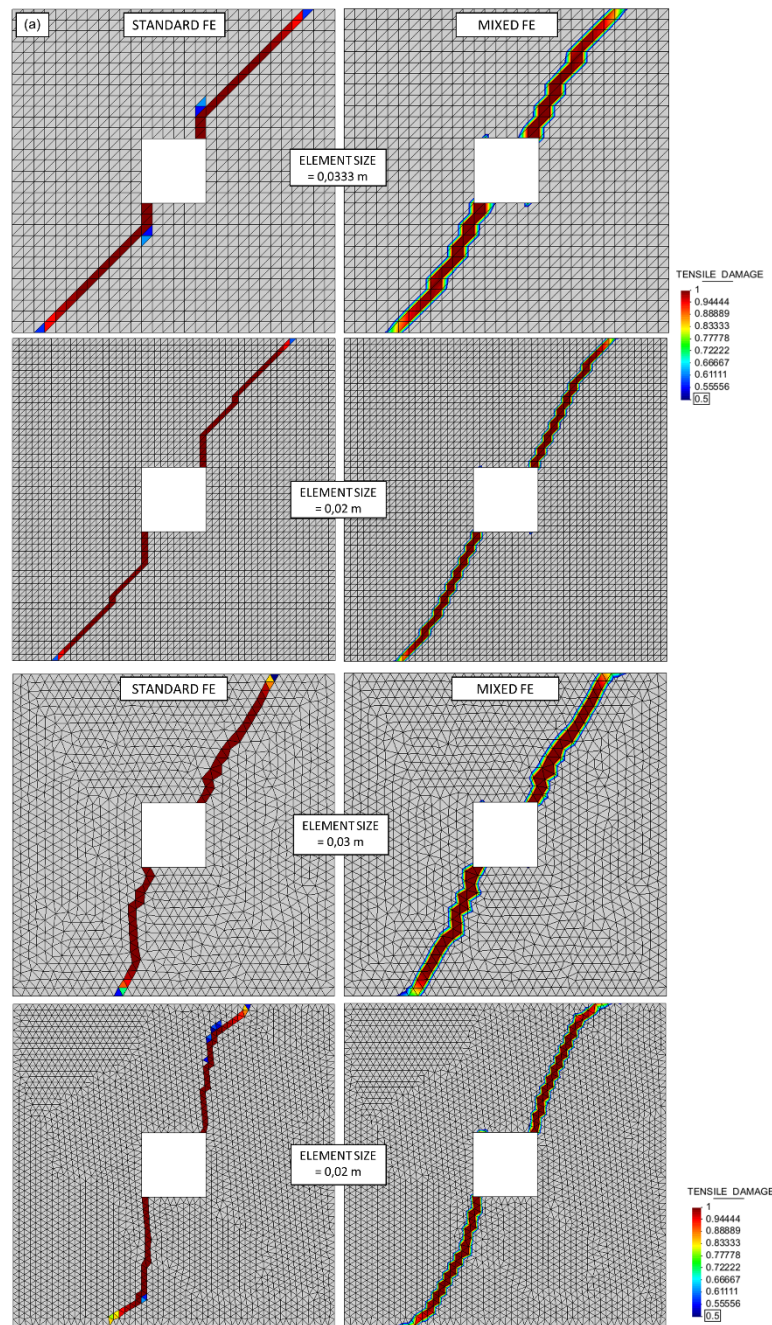 (a)
STANDARD FE
MIXED FE
ELEMENT SIZE
= 0,0333 m
TENSILE DAMAGE
1
0.94444
0.88889
0.83333
0.77778
0.72222
0.66667
0.61111
0.55556
0.5
ELEMENT SIZE
= 0,02 m
STANDARD FE
MIXED FE
ELEMENT SIZE
= 0,03 m
ELEMENT SIZE
= 0,02 m
TENSILE DAMAGE
1
0.94444
0.88889
0.83333
0.77778
0.72222
0.66667
0.61111
0.55556
0.5